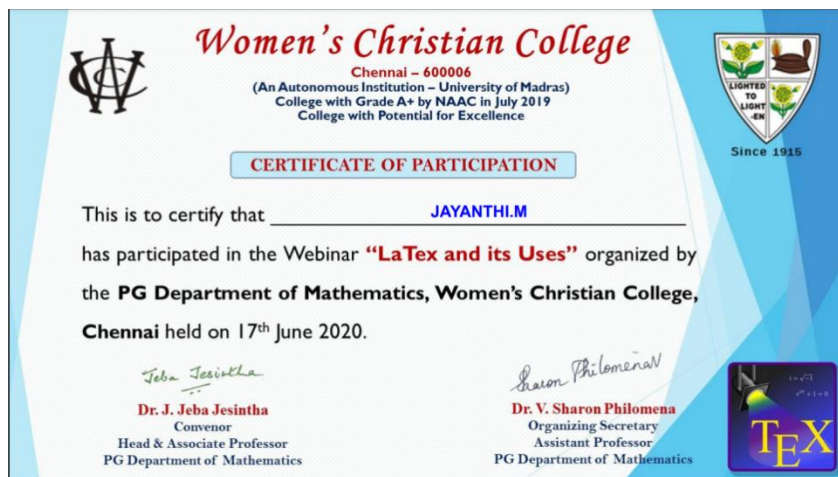 Women's Christian College
Chennai – 600006
(An Autonomous Institution – University of Madras)
College with Grade A+ by NAAC in July 2019
College with Potential for Excellence
LIGHTED
TO
LIGHT
-EN
Since 1915
CERTIFICATE OF PARTICIPATION
This is to certify that JAYANTHI.M
has participated in the Webinar "LaTex and its Uses" organized by
the PG Department of Mathematics, Women's Christian College,
Chennai held on 17th June 2020.
Jeba Jesintha
Sharon PhilomenaV
Dr. J. Jeba Jesintha
Convenor
Head & Associate Professor
PG Department of Mathematics
Dr. V. Sharon Philomena
Organizing Secretary
Assistant Professor
PG Department of Mathematics
TEX